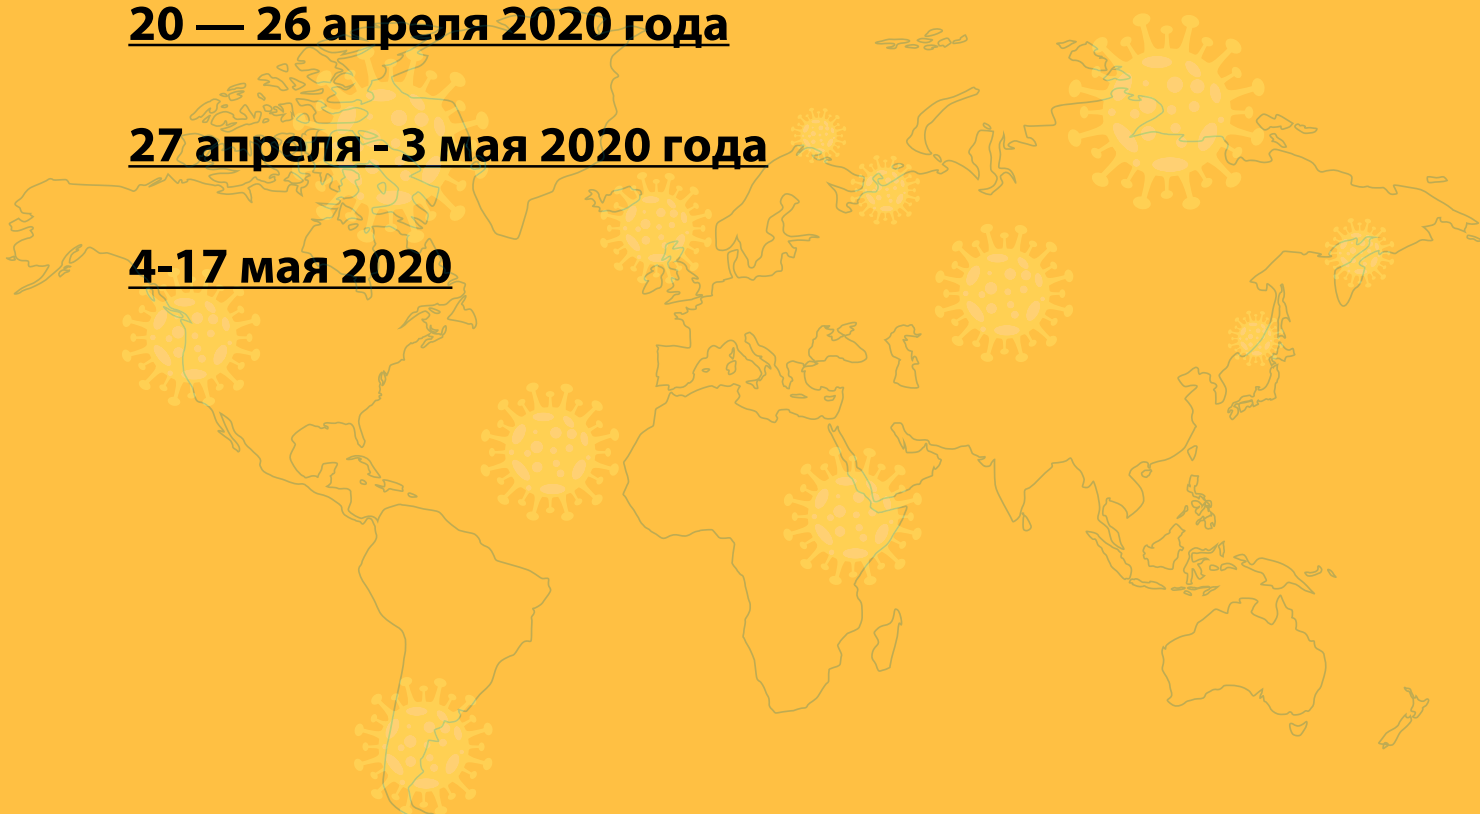 20 — 26 апреля 2020 года
27 апреля - 3 мая 2020 года
4-17 мая 2020